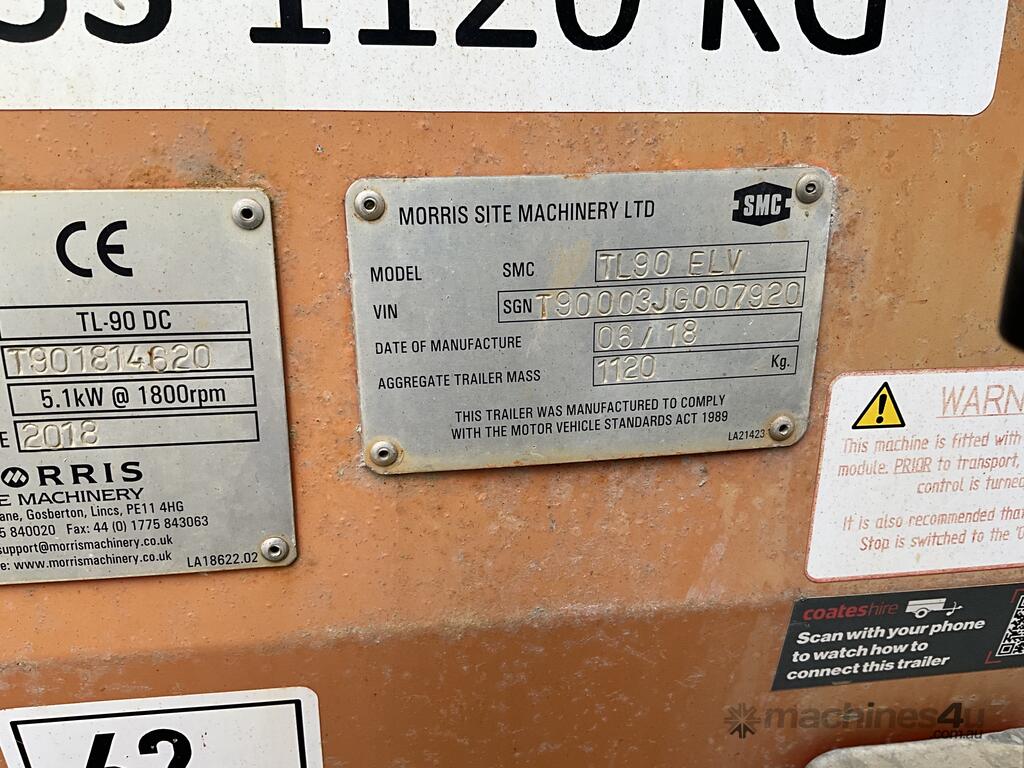 1120 KG
CE
TL-90 DC
T901814620
5.1kW @ 1800rpm
2018
MORRIS
MACHINERY
Gosberton, Lincs, PE11 4HG
840020 Fax: 44 (0) 1775 843063
support@morrismachinery.co.uk
www.morrismachinery.co.uk
LA18622.02
MORRIS SITE MACHINERY LTD
SMC
MODEL SMC TL90 ELV
VIN SGN T90003JG007920
DATE OF MANUFACTURE 06/18
AGGREGATE TRAILER MASS 1120 Kg.
THIS TRAILER WAS MANUFACTURED TO COMPLY
WITH THE MOTOR VEHICLE STANDARDS ACT 1989
LA21423
WARN
This machine is fitted with
module. PRIOR to transport,
control is turned
It is also recommended that
Stop is switched to the
coateshire
Scan with your phone
to watch how to
connect this trailer
machines4u
.com.au